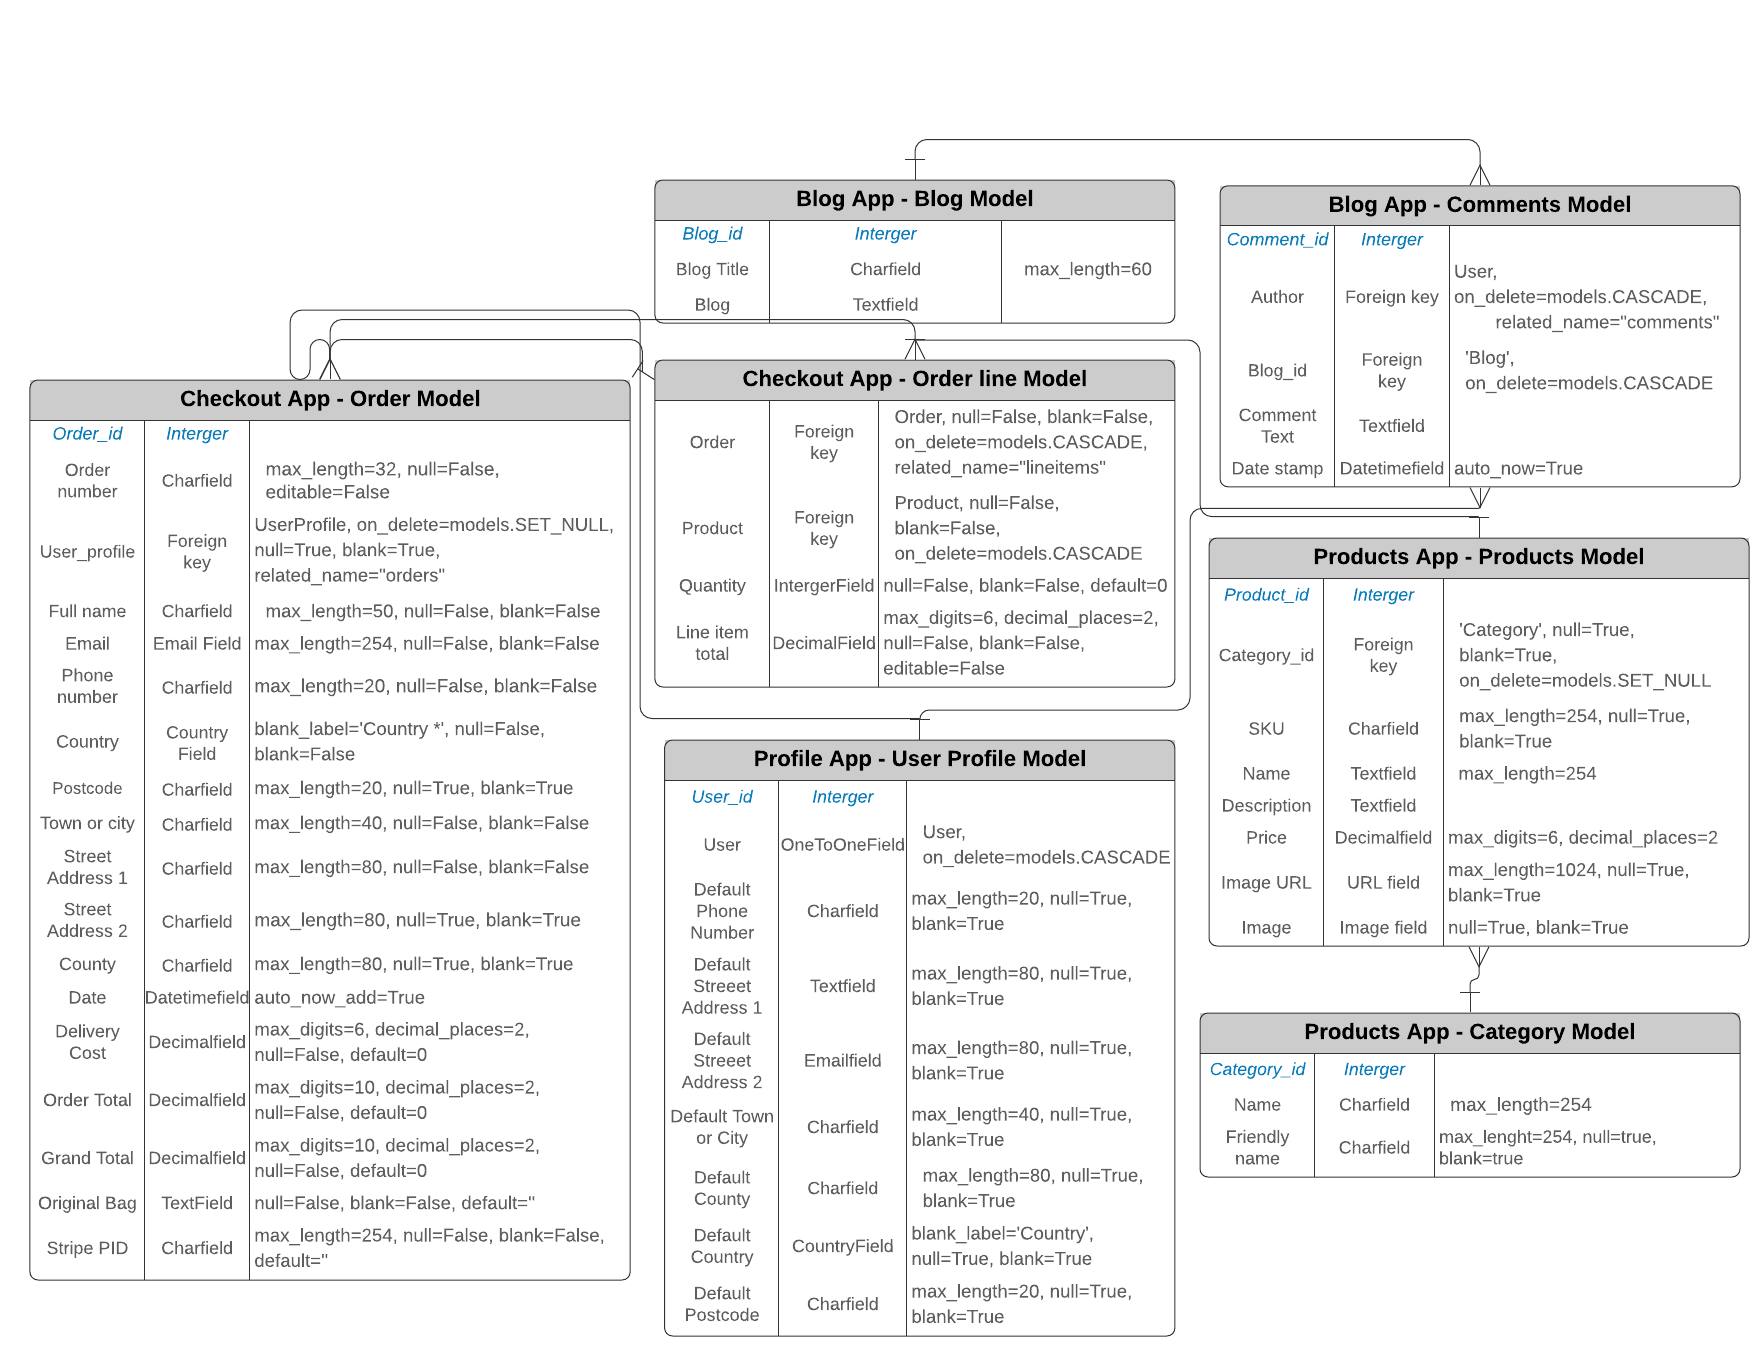 Blog App - Blog Model
Blog_id Interger
Blog Title Charfield max_length=60
Blog Textfield
Blog App - Comments Model
Comment_id Interger
User,
Author Foreign key on_delete=models.CASCADE,
related_name="comments"
Blog_id Foreign
key 'Blog',
on_delete=models.CASCADE
Comment
Text Textfield
Date stamp Datetimefield auto_now=True
Checkout App - Order Model
Order_id Interger
Order
number Charfield max_length=32, null=False,
editable=False
User_profile Foreign
key UserProfile, on_delete=models.SET_NULL,
null=True, blank=True,
related_name="orders"
Full name Charfield max_length=50, null=False, blank=False
Email Email Field max_length=254, null=False, blank=False
Phone
number Charfield max_length=20, null=False, blank=False
Country Country
Field blank_label='Country *', null=False,
blank=False
Postcode Charfield max_length=20, null=True, blank=True
Town or city Charfield max_length=40, null=False, blank=False
Street
Address 1 Charfield max_length=80, null=False, blank=False
Street
Address 2 Charfield max_length=80, null=True, blank=True
County Charfield max_length=80, null=True, blank=True
Date Datetimefield auto_now_add=True
Delivery
Cost Decimalfield max_digits=6, decimal_places=2,
null=False, default=0
Order Total Decimalfield max_digits=10, decimal_places=2,
null=False, default=0
Grand Total Decimalfield max_digits=10, decimal_places=2,
null=False, default=0
Original Bag TextField null=False, blank=False, default=''
Stripe PID Charfield max_length=254, null=False, blank=False,
default=''
Checkout App - Order line Model
Order Foreign
key Order, null=False, blank=False,
on_delete=models.CASCADE,
related_name="lineitems"
Product Foreign
key Product, null=False,
blank=False,
on_delete=models.CASCADE
Quantity IntergerField null=False, blank=False, default=0
Line item
total DecimalField max_digits=6, decimal_places=2,
null=False, blank=False,
editable=False
Profile App - User Profile Model
User_id Interger
User OneToOneField User,
on_delete=models.CASCADE
Default
Phone
Number Charfield max_length=20, null=True,
blank=True
Default
Streeet
Address 1 Textfield max_length=80, null=True,
blank=True
Default
Streeet
Address 2 Emailfield max_length=80, null=True,
blank=True
Default Town
or City Charfield max_length=40, null=True,
blank=True
Default
County Charfield max_length=80, null=True,
blank=True
Default
Country CountryField blank_label='Country',
null=True, blank=True
Default
Postcode Charfield max_length=20, null=True,
blank=True
Products App - Products Model
Product_id Interger
Category_id Foreign
key 'Category', null=True,
blank=True,
on_delete=models.SET_NULL
SKU Charfield max_length=254, null=True,
blank=True
Name Textfield max_length=254
Description Textfield
Price Decimalfield max_digits=6, decimal_places=2
Image URL URL field max_length=1024, null=True,
blank=True
Image Image field null=True, blank=True
Products App - Category Model
Category_id Interger
Name Charfield max_length=254
Friendly
name Charfield max_lenght=254, null=true,
blank=true